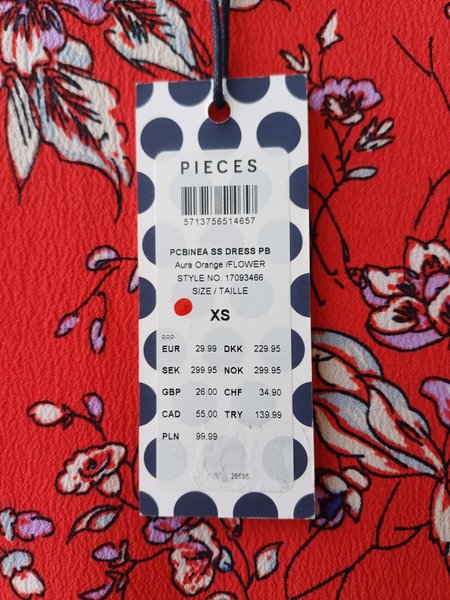 PIECES
5713756514657
PCBINEA SS DRESS PB
Aura Orange /FLOWER
STYLE NO. 17093466
SIZE / TAILLE
XS
RRP
EUR 29.99 DKK 229.95
SEK 299.95 NOK 299.95
GBP 26.00 CHF 34.90
CAD 55.00 TRY 139.99
PLN 99.99